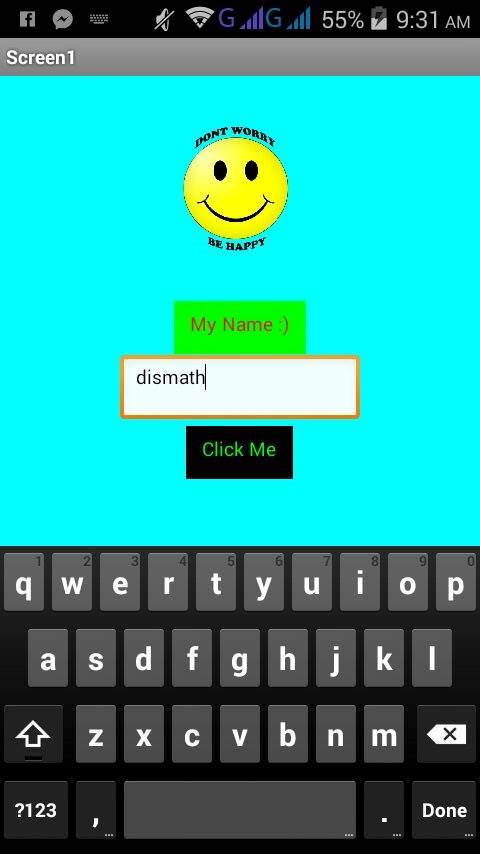 55% 9:31 AM
Screen1
DONT WORRY
BE HAPPY
My Name :)
dismath
Click Me
1 2 3 4 5 6 7 8 9 0
q w e r t y u i o p
a s d f g h j k l
z x c v b n m
?123 , ... ... . ... Done ...